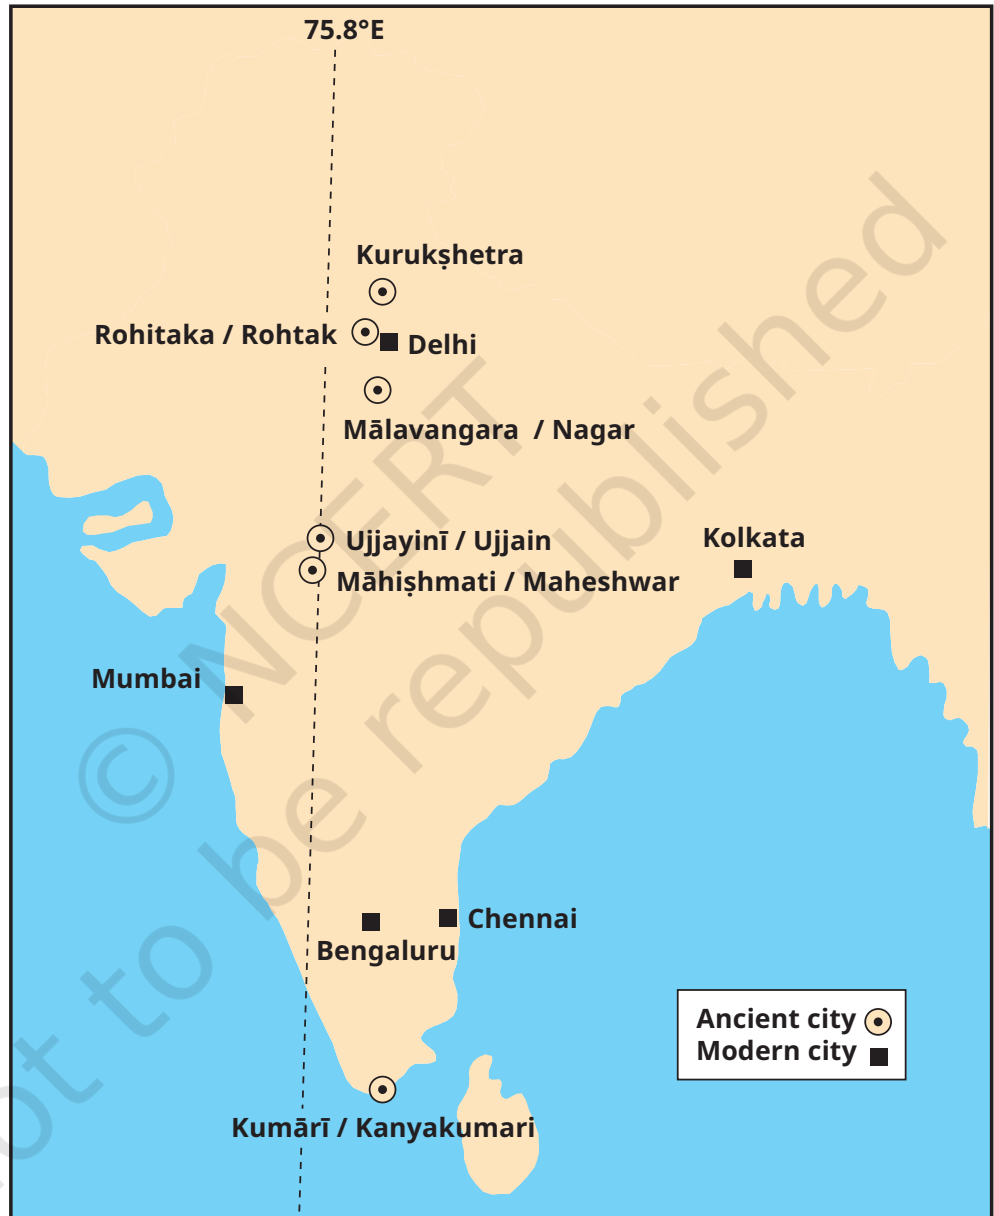 75.8°E
Kurukṣhetra
Rohitaka / Rohtak
Delhi
Mālavangara / Nagar
Ujjayinī / Ujjain
Kolkata
Māhiṣhmati / Maheshwar
Mumbai
Chennai
Bengaluru
Ancient city
Modern city
Kumārī / Kanyakumari
© NCERT
not to be republished